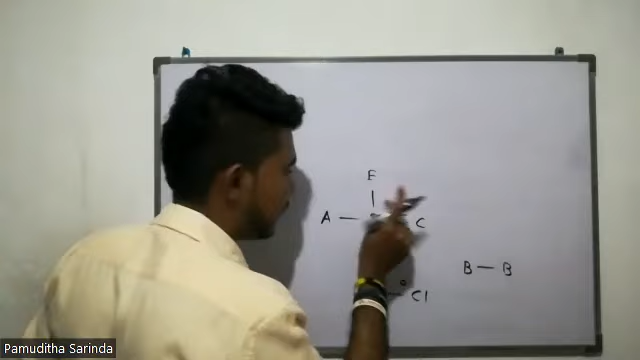 E
A — C
B — B
Cl
Pamuditha Sarinda